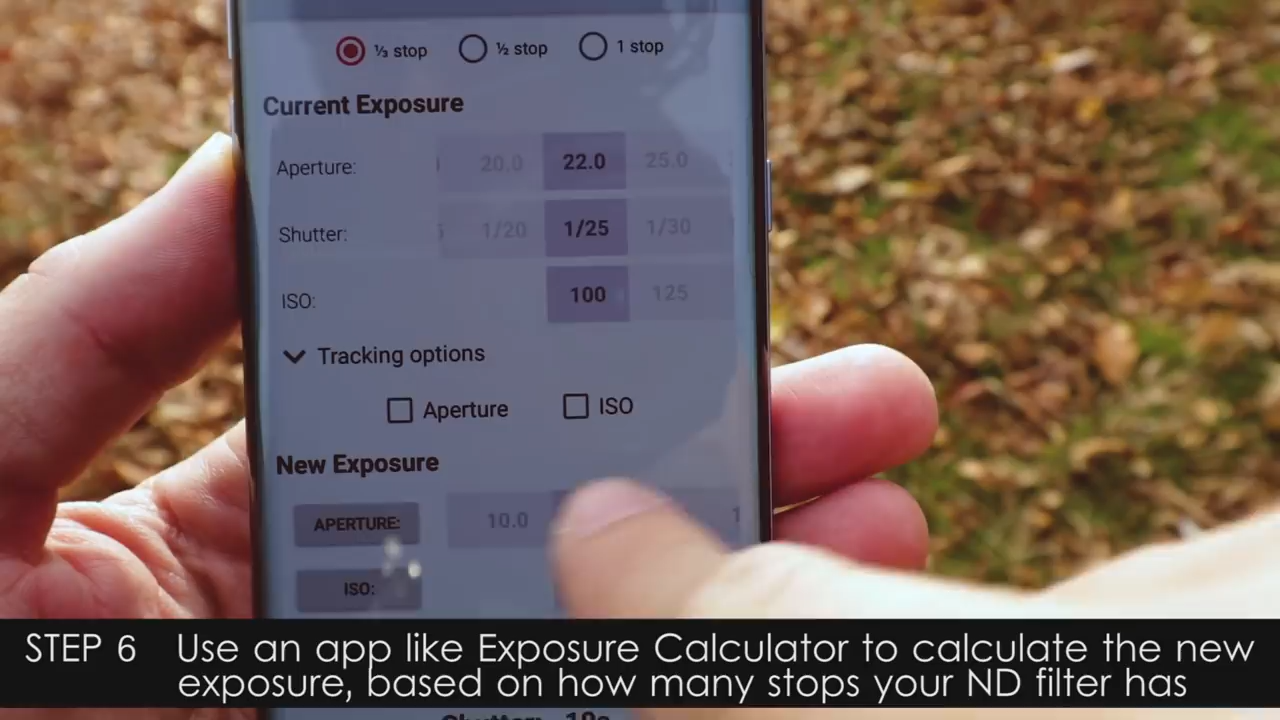 ⅓ stop ½ stop 1 stop
Current Exposure
Aperture: 20.0 22.0 25.0
Shutter: 1/20 1/25 1/30
ISO: 100 125
Tracking options
Aperture ISO
New Exposure
APERTURE: 10.0
ISO:
STEP 6 Use an app like Exposure Calculator to calculate the new
exposure, based on how many stops your ND filter has